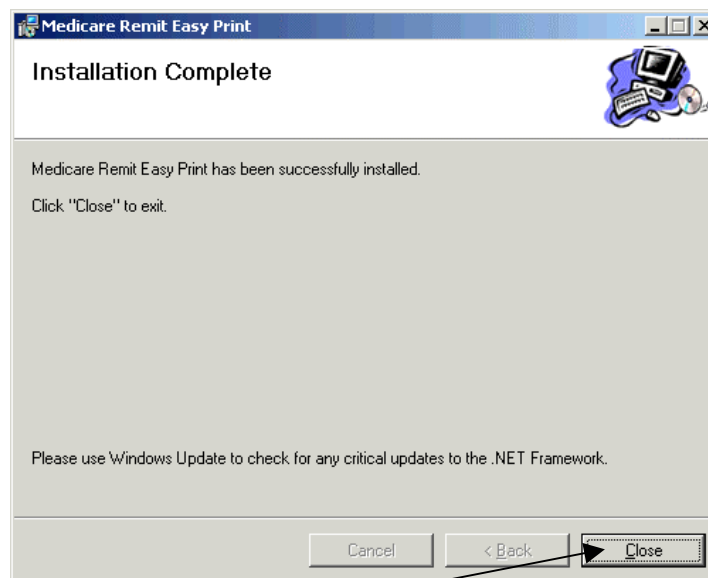 Medicare Remit Easy Print
Installation Complete
Medicare Remit Easy Print has been successfully installed.
Click "Close" to exit.
Please use Windows Update to check for any critical updates to the .NET Framework.
Cancel
< Back
Close